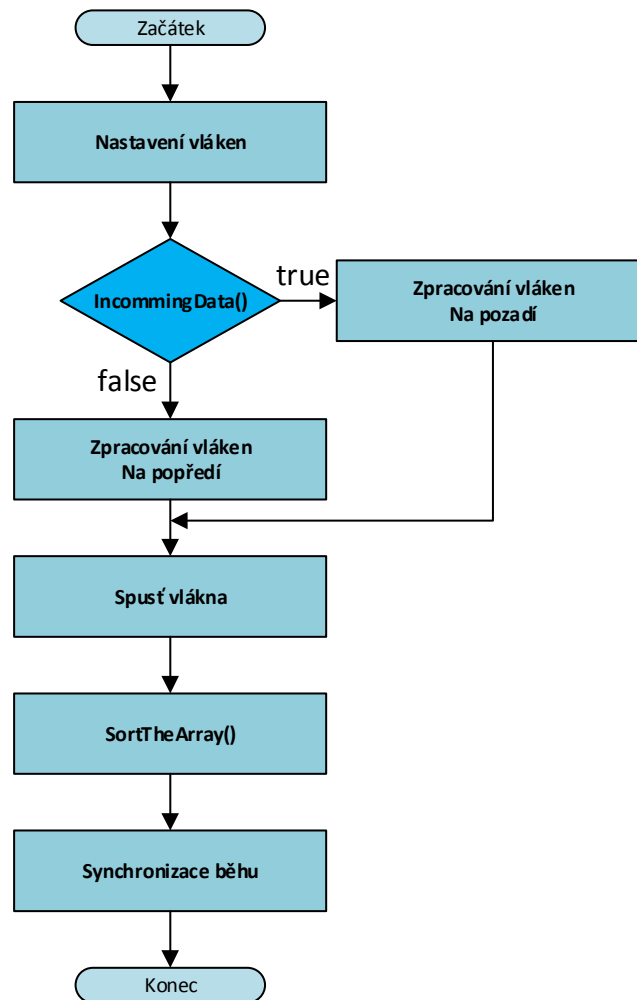 Začátek
Nastavení vláken
IncommingData()
true
Zpracování vláken
Na pozadí
false
Zpracování vláken
Na popředí
Spusť vlákna
SortTheArray()
Synchronizace běhu
Konec